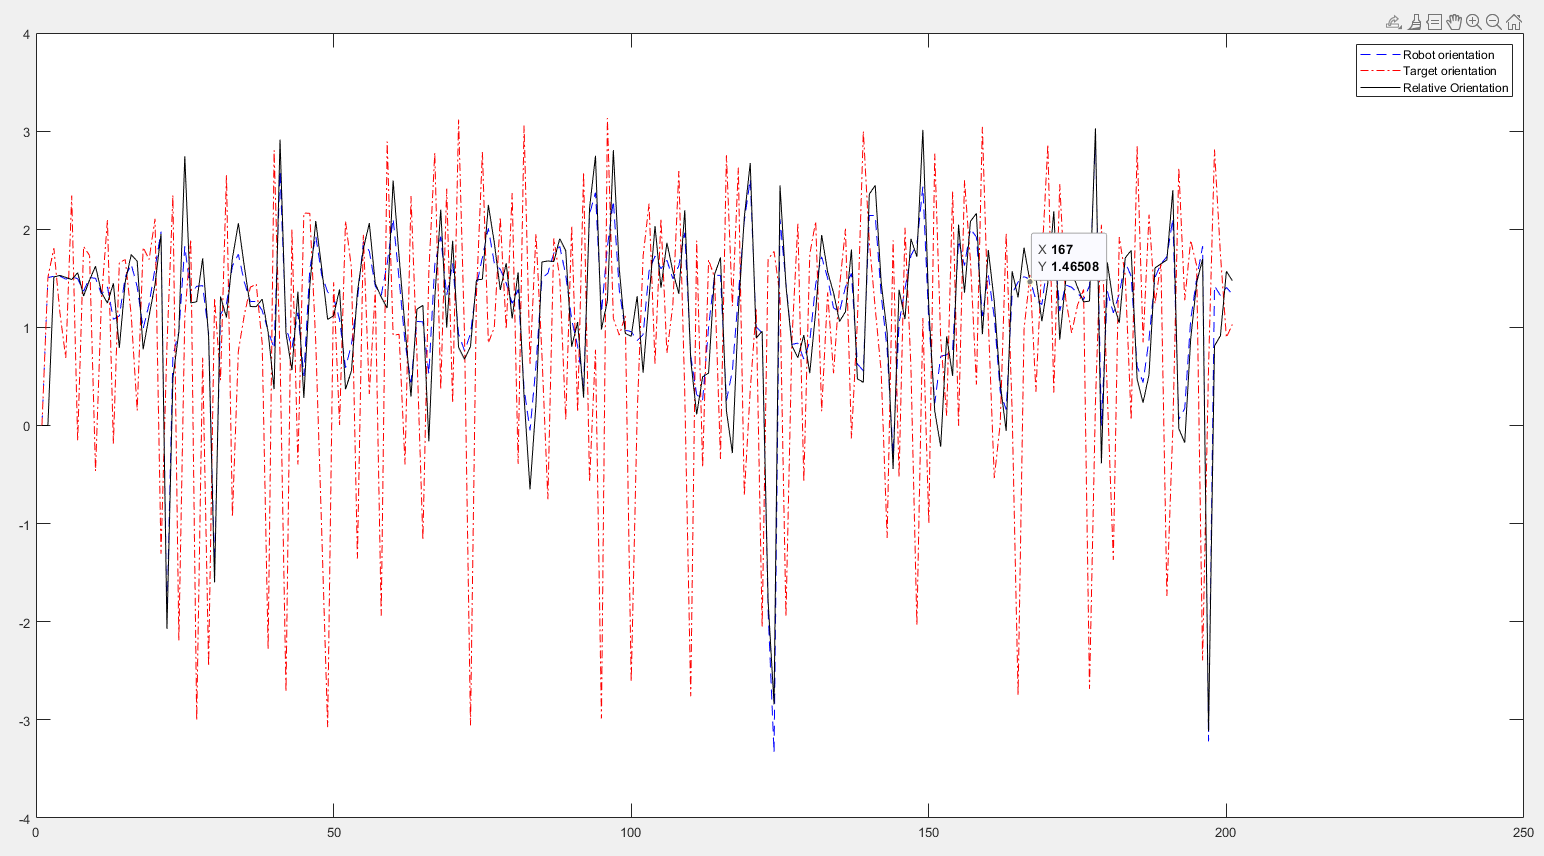 4
Robot orientation
Target orientation
Relative Orientation
3
2
X 167
Y 1.46508
1
0
-1
-2
-3
-4
0 50 100 150 200 250